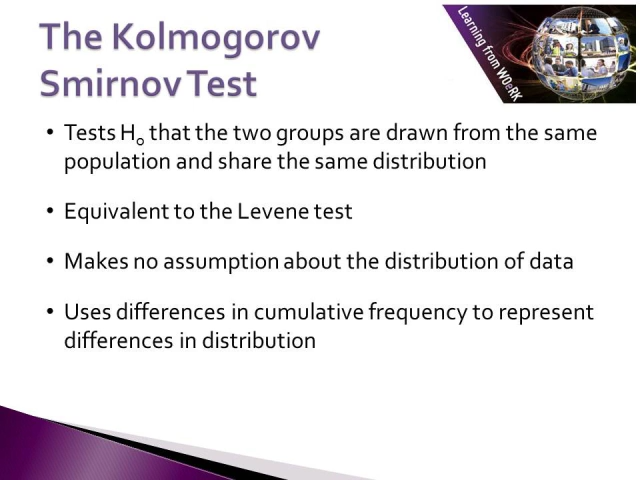 The Kolmogorov
Smirnov Test
Learning from WOeRK
• Tests H₀ that the two groups are drawn from the same
population and share the same distribution
• Equivalent to the Levene test
• Makes no assumption about the distribution of data
• Uses differences in cumulative frequency to represent
differences in distribution